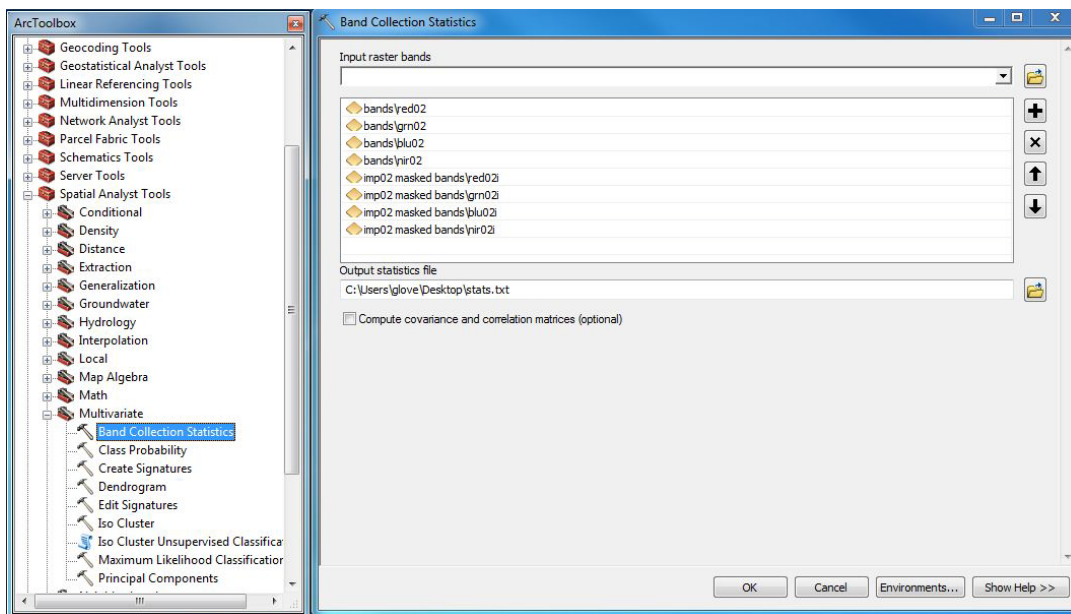 ArcToolbox
Geocoding Tools
Geostatistical Analyst Tools
Linear Referencing Tools
Multidimension Tools
Network Analyst Tools
Parcel Fabric Tools
Schematics Tools
Server Tools
Spatial Analyst Tools
Conditional
Density
Distance
Extraction
Generalization
Groundwater
Hydrology
Interpolation
Local
Map Algebra
Math
Multivariate
Band Collection Statistics
Class Probability
Create Signatures
Dendrogram
Edit Signatures
Iso Cluster
Iso Cluster Unsupervised Classifica
Maximum Likelihood Classification
Principal Components
Band Collection Statistics
Input raster bands
bands\red02
bands\grn02
bands\blu02
bands\nir02
imp02 masked bands\red02i
imp02 masked bands\grn02i
imp02 masked bands\blu02i
imp02 masked bands\nir02i
Output statistics file
C:\Users\glove\Desktop\stats.txt
Compute covariance and correlation matrices (optional)
OK
Cancel
Environments...
Show Help >>